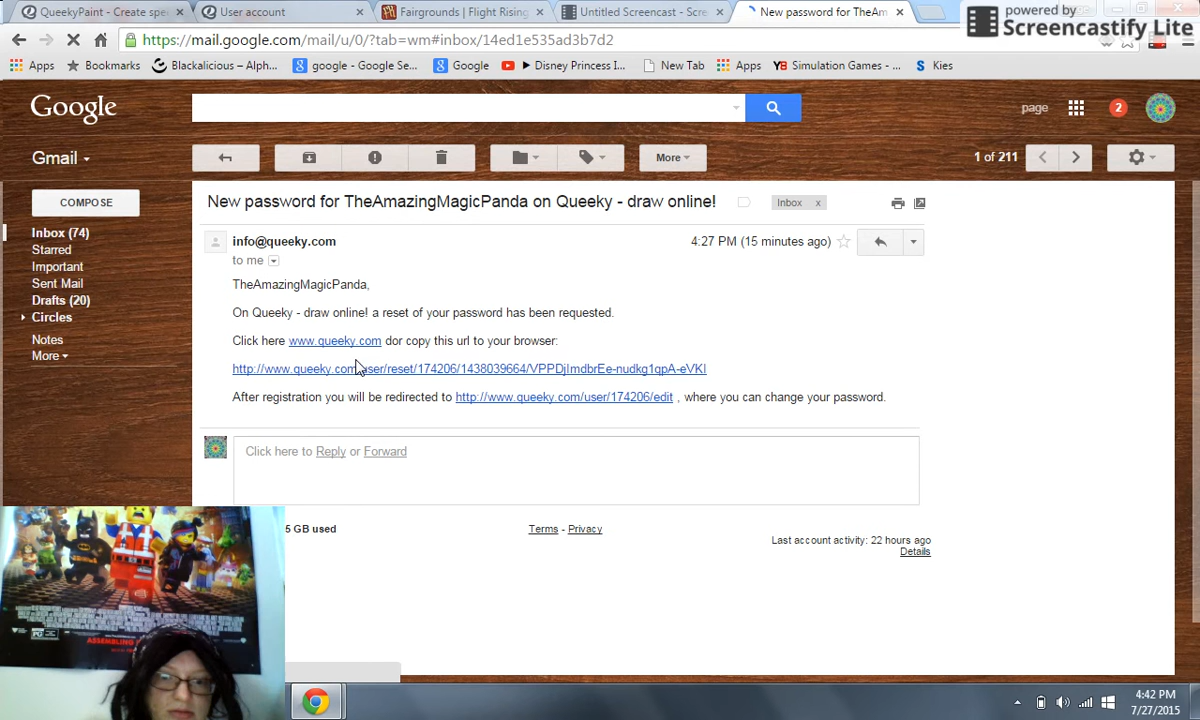 QueekyPaint - Create spe
User account
Fairgrounds | Flight Rising
Untitled Screencast - Scre
New password for TheAm
powered by
Screencastify Lite
https://mail.google.com/mail/u/0/?tab=wm#inbox/14ed1e535ad3b7d2
Apps
Bookmarks
Blackalicious – Alph...
google - Google Se...
Google
Disney Princess I...
New Tab
Apps
Simulation Games - ...
Kies
Google
page
2
Gmail
More
1 of 211
COMPOSE
New password for TheAmazingMagicPanda on Queeky - draw online!
Inbox x
Inbox (74)
Starred
Important
Sent Mail
Drafts (20)
Circles
Notes
More
info@queeky.com
4:27 PM (15 minutes ago)
to me
TheAmazingMagicPanda,
On Queeky - draw online! a reset of your password has been requested.
Click here www.queeky.com dor copy this url to your browser:
http://www.queeky.com/user/reset/174206/1438039664/VPPDjImdbrEe-nudkg1qpA-eVKI
After registration you will be redirected to http://www.queeky.com/user/174206/edit , where you can change your password.
Click here to Reply or Forward
5 GB used
Terms - Privacy
Last account activity: 22 hours ago
Details
4:42 PM
7/27/2015